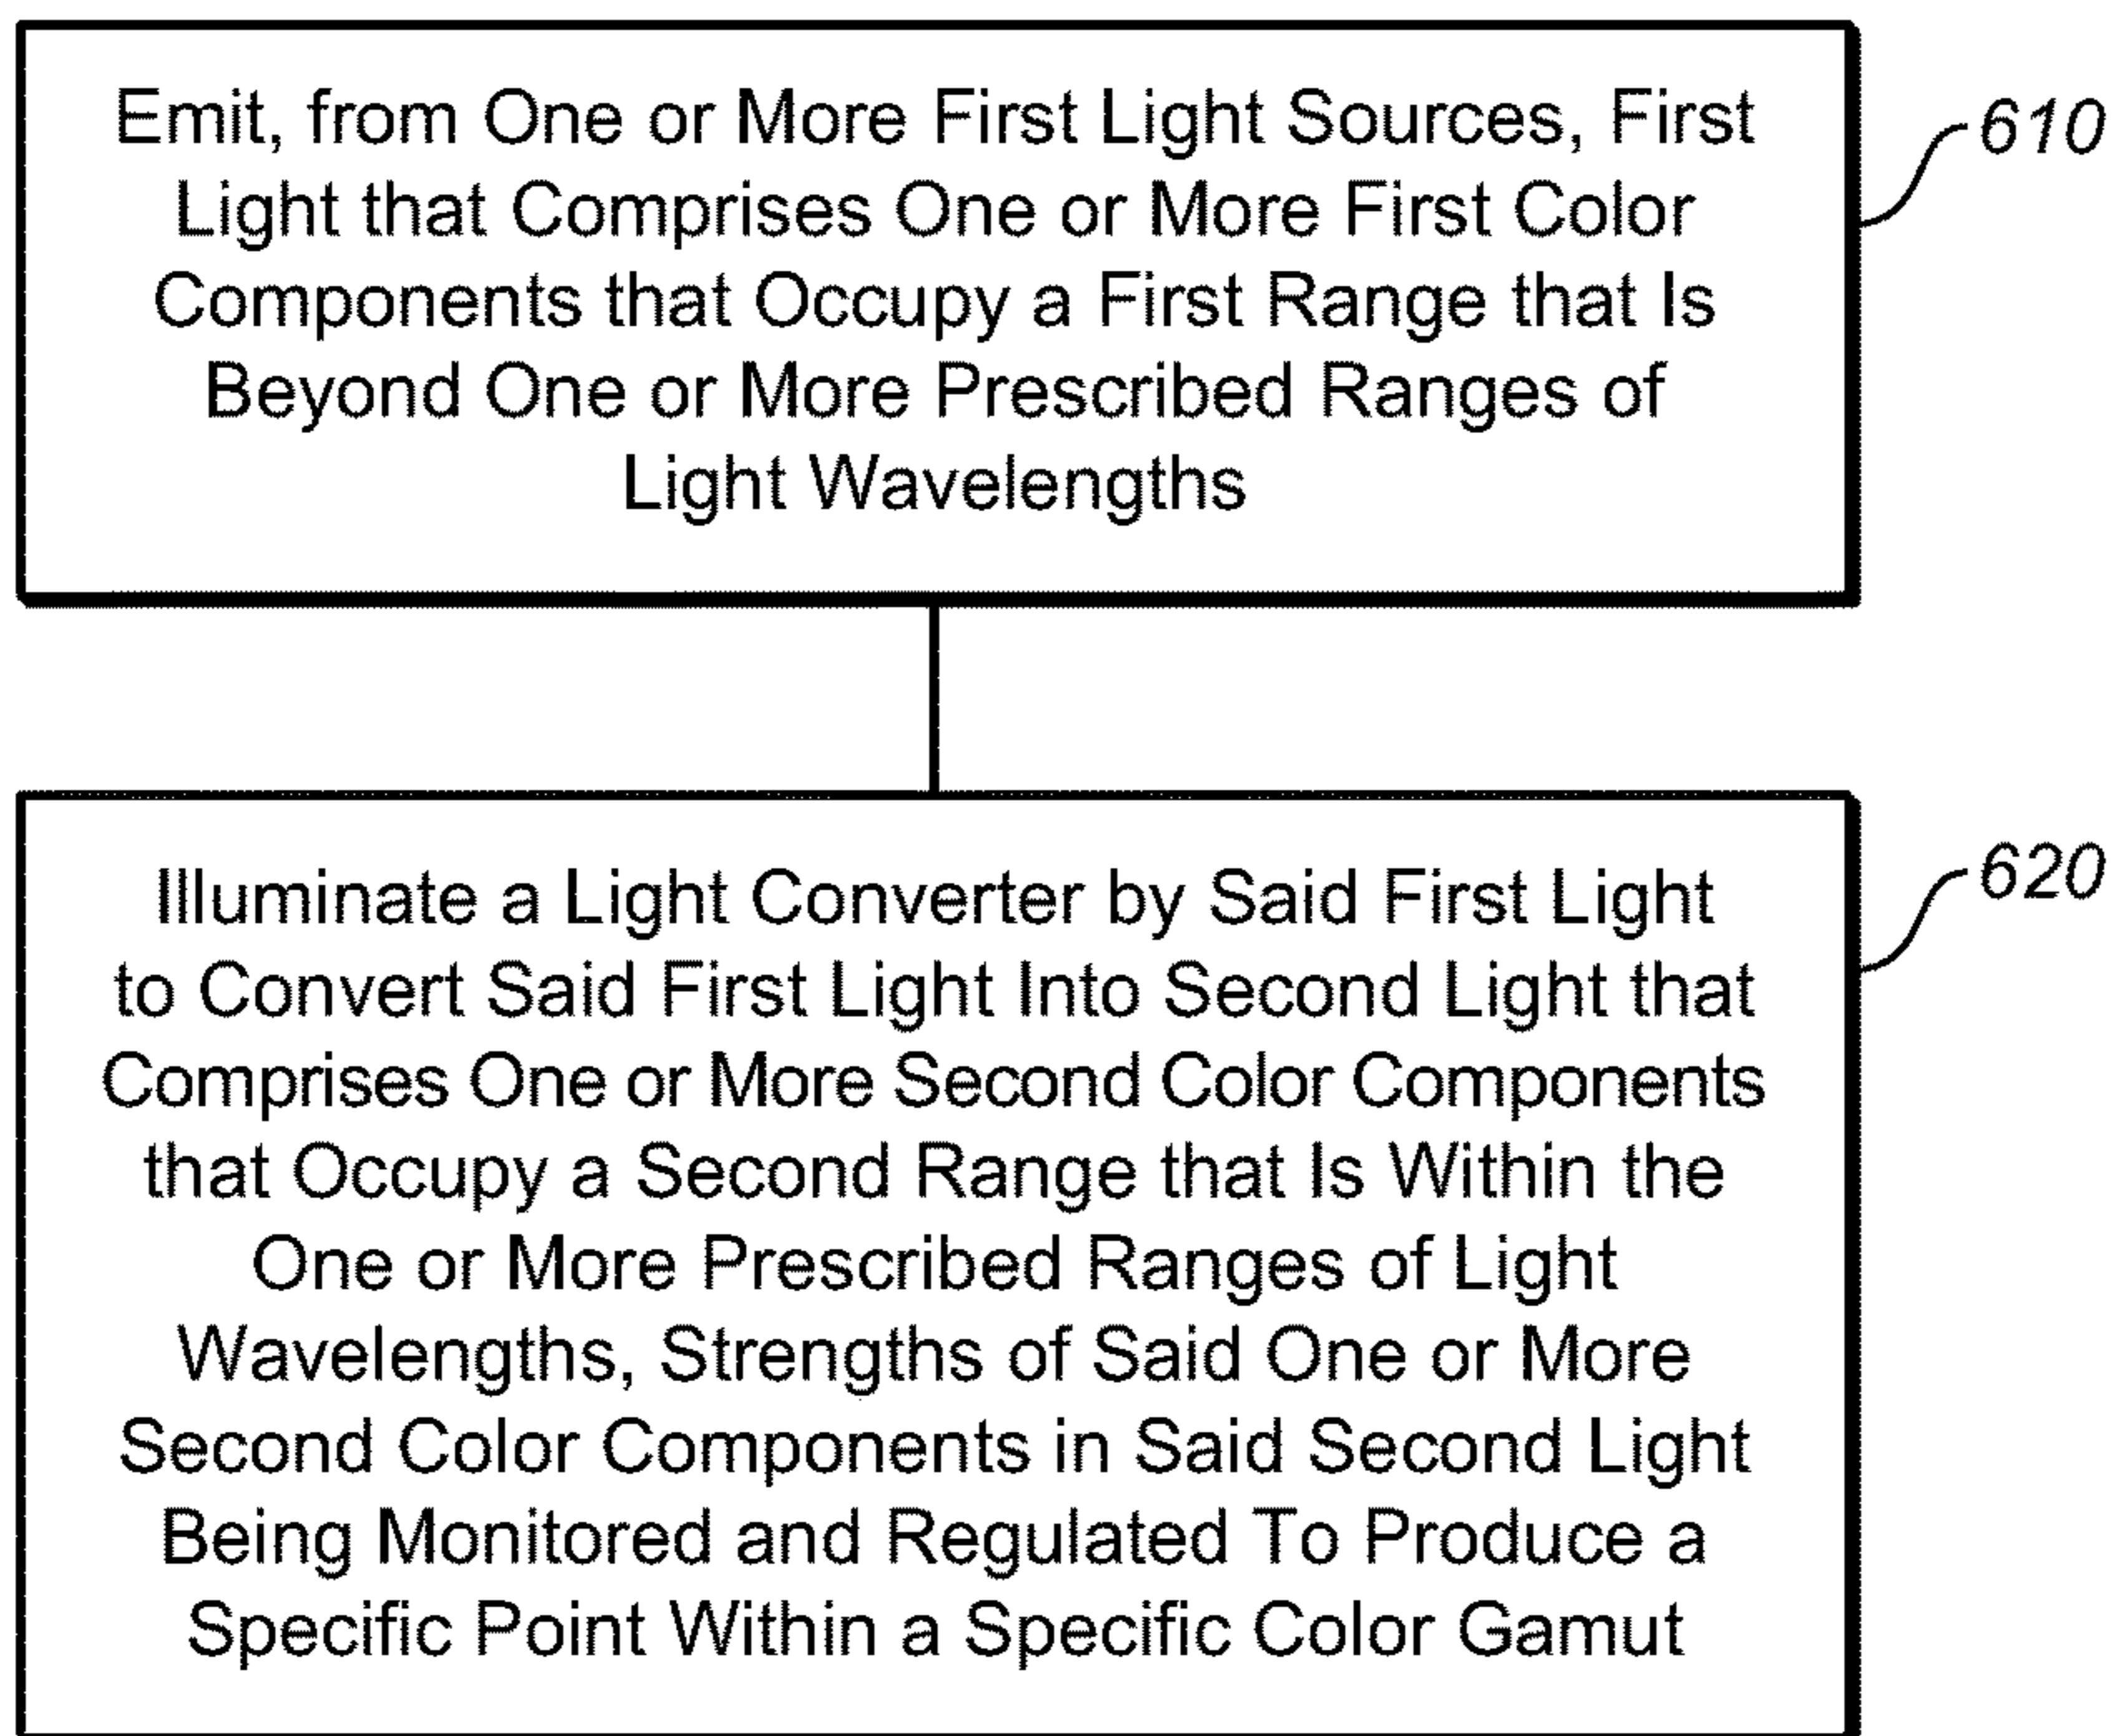 Emit, from One or More First Light Sources, First
Light that Comprises One or More First Color
Components that Occupy a First Range that Is
Beyond One or More Prescribed Ranges of
Light Wavelengths
610
Illuminate a Light Converter by Said First Light
to Convert Said First Light Into Second Light that
Comprises One or More Second Color Components
that Occupy a Second Range that Is Within the
One or More Prescribed Ranges of Light
Wavelengths, Strengths of Said One or More
Second Color Components in Said Second Light
Being Monitored and Regulated To Produce a
Specific Point Within a Specific Color Gamut
620